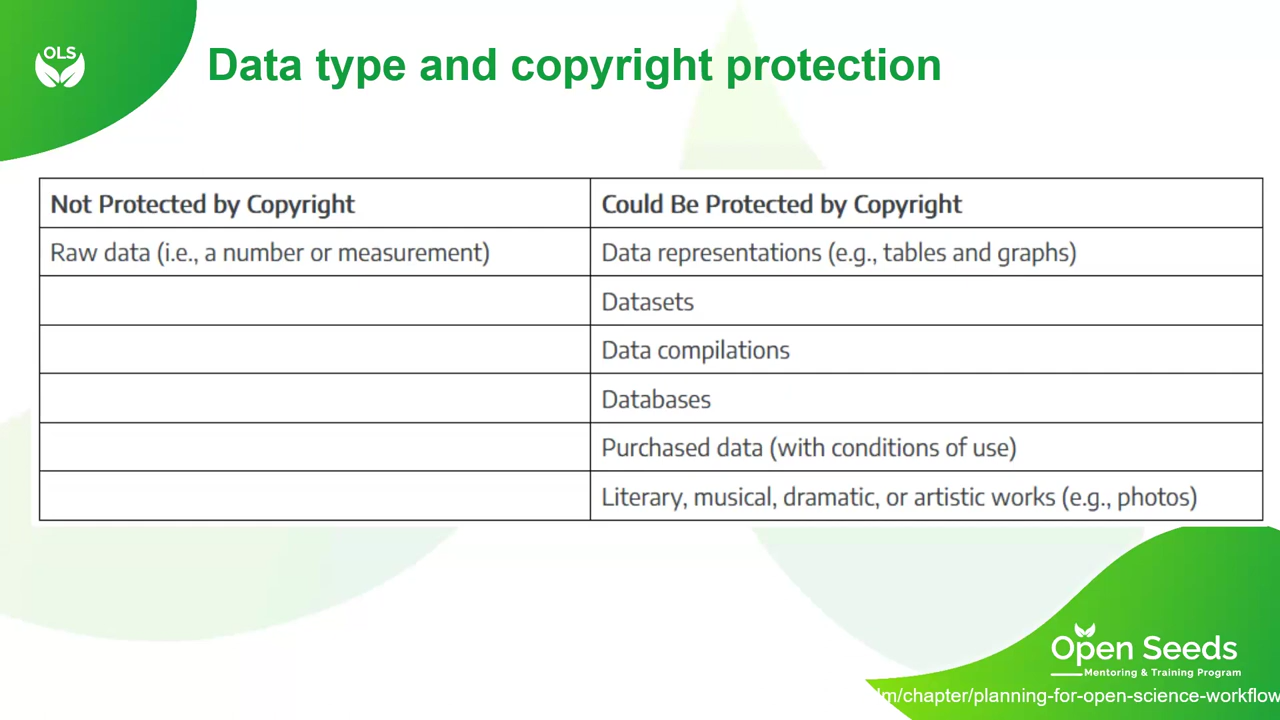 OLS
Data type and copyright protection
Not Protected by Copyright
Could Be Protected by Copyright
Raw data (i.e., a number or measurement)
Data representations (e.g., tables and graphs)
Datasets
Data compilations
Databases
Purchased data (with conditions of use)
Literary, musical, dramatic, or artistic works (e.g., photos)
Open Seeds
Mentoring & Training Program
/chapter/planning-for-open-science-workflow